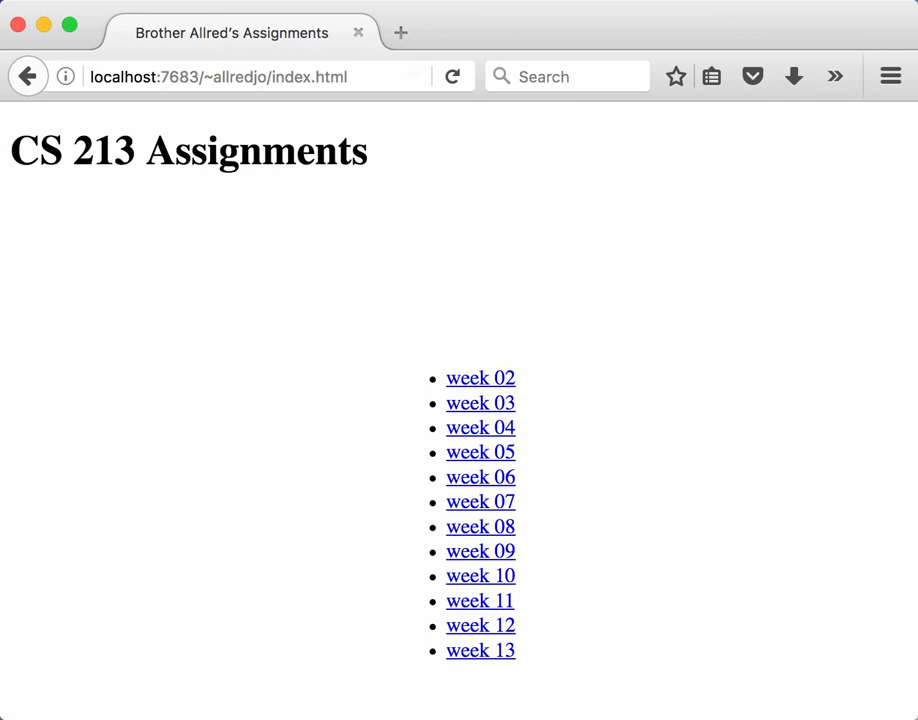 Brother Allred’s Assignments
localhost:7683/~allredjo/index.html
Search
CS 213 Assignments
week 02
week 03
week 04
week 05
week 06
week 07
week 08
week 09
week 10
week 11
week 12
week 13